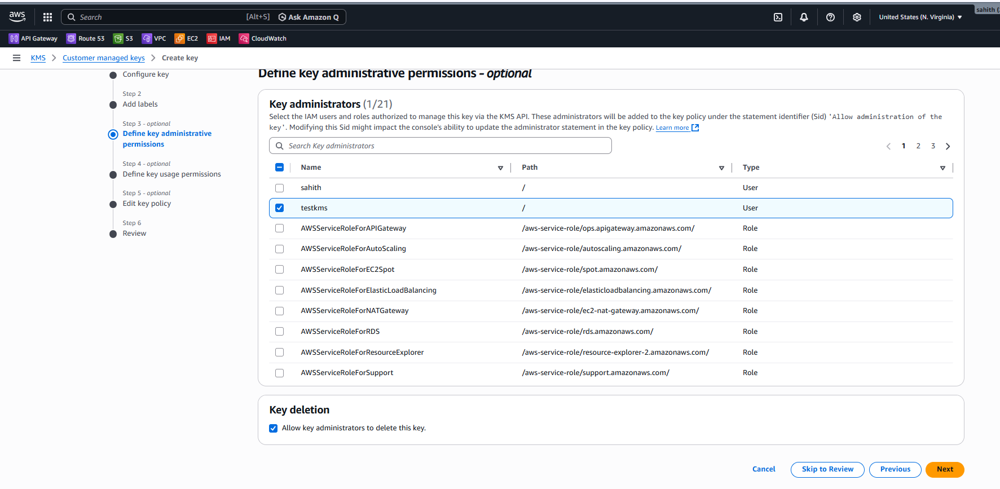 sahith (
aws
Search [Alt+S] Ask Amazon Q United States (N. Virginia)
API Gateway Route 53 S3 VPC EC2 IAM CloudWatch
KMS Customer managed keys Create key
Configure key
Step 2
Add labels
Step 3 - optional
Define key administrative
permissions
Step 4 - optional
Define key usage permissions
Step 5 - optional
Edit key policy
Step 6
Review
Define key administrative permissions - optional
Key administrators (1/21)
Select the IAM users and roles authorized to manage this key via the KMS API. These administrators will be added to the key policy under the statement identifier (Sid) 'Allow administration of the
key'. Modifying this Sid might impact the console's ability to update the administrator statement in the key policy. Learn more
Search Key administrators 1 2 3
Name Path Type
sahith / User
testkms / User
AWSServiceRoleForAPIGateway /aws-service-role/ops.apigateway.amazonaws.com/ Role
AWSServiceRoleForAutoScaling /aws-service-role/autoscaling.amazonaws.com/ Role
AWSServiceRoleForEC2Spot /aws-service-role/spot.amazonaws.com/ Role
AWSServiceRoleForElasticLoadBalancing /aws-service-role/elasticloadbalancing.amazonaws.com/ Role
AWSServiceRoleForNATGateway /aws-service-role/ec2-nat-gateway.amazonaws.com/ Role
AWSServiceRoleForRDS /aws-service-role/rds.amazonaws.com/ Role
AWSServiceRoleForResourceExplorer /aws-service-role/resource-explorer-2.amazonaws.com/ Role
AWSServiceRoleForSupport /aws-service-role/support.amazonaws.com/ Role
Key deletion
Allow key administrators to delete this key.
Cancel Skip to Review Previous Next